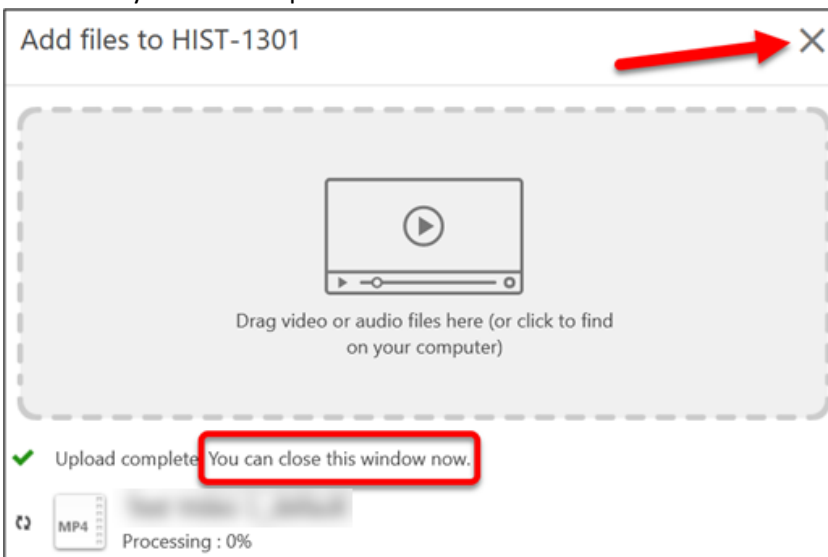 Add files to HIST-1301
Drag video or audio files here (or click to find
on your computer)
Upload complete You can close this window now.
MP4
Processing : 0%